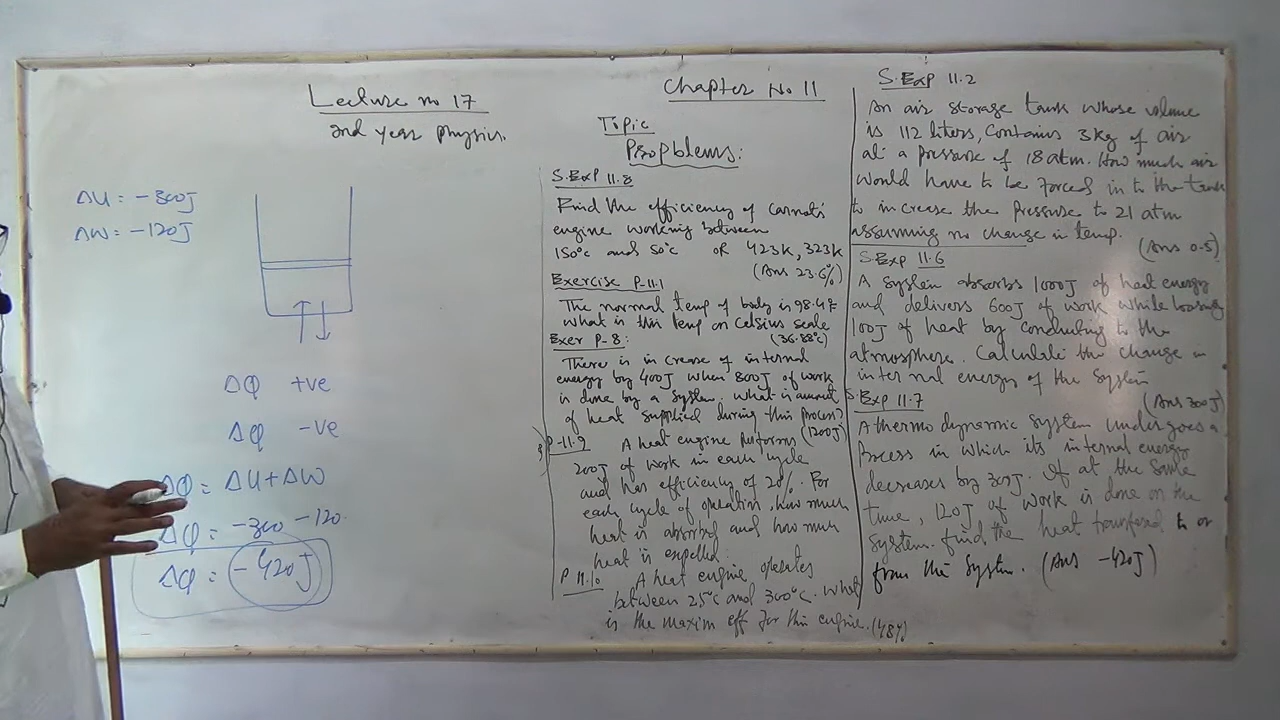 Lecture no 17
2nd year physics.
Chapter No 11
Topic
Propblems:
ΔU = -300J
ΔW = -120J
ΔQ +ve
ΔQ -ve
ΔQ = ΔU+ΔW
ΔQ = -300 -120
ΔQ = -420J
S.Exp 11.8
Find the efficiency of carnot's
engine working between
150°c and 50°c or 423K, 323K
(Ans 23.6%)
Exercise P-11.1
The normal temp of body is 98.4°F
what is this temp on Celsius scale
(36.88°c)
Exer P-8:
There is in crease of internal
energy by 400J when 800J of work
is done by a system. what is amount
of heat supplied during this process?
(1200J)
P-11.9 A heat engine performs
200J of work in each cycle
and has efficiency of 20%. For
each cycle of operation, how much
heat is absorbed and how much
heat is expelled.
P 11.10 A heat engine operates
between 25°c and 300°c. what
is the maxim eff for this engine. (48%)
S.Exp 11.2
An air storage tank whose volume
is 112 liters, Contains 3kg of air
at a pressure of 18 atm. How much air
would have to be forced in to the tank
to increase the pressure to 21 atm
assuming no change in temp.
(Ans 0.5)
S.Exp 11.6
A system absorbs 1000J of heat energy
and delivers 600J of work while loosing
100J of heat by conduction to the
atmosphere. Calculate the change in
internal energy of the system
(Ans 300J)
S.Exp 11.7
A thermo dynamic system undergoes a
Process in which its internal energy
decreases by 300J. If at the same
time, 120J of work is done on the
system. find the heat transferred to or
from the system. (Ans -420J)